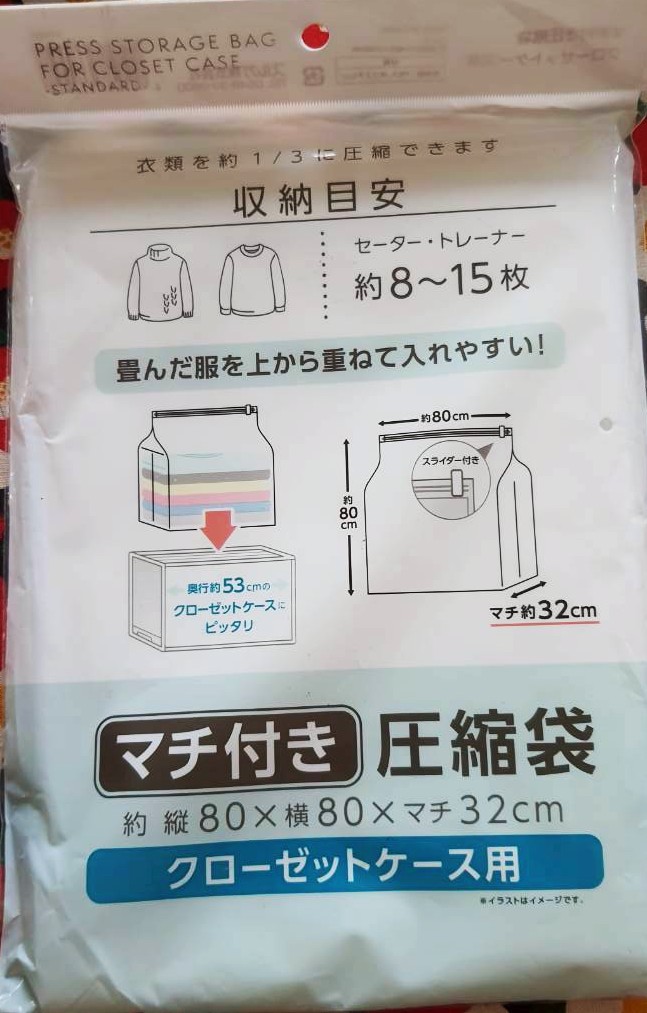 PRESS STORAGE BAG
FOR CLOSET CASE
-STANDARD-
衣類を約1/3に圧縮できます
収納目安
セーター・トレーナー
約8～15枚
畳んだ服を上から重ねて入れやすい!
約80cm
スライダー付き
約
80
cm
奥行約53cmの
クローゼットケースに
ピッタリ
マチ約32cm
マチ付き 圧縮袋
約 縦80×横80×マチ32cm
クローゼットケース用
※イラストはイメージです。